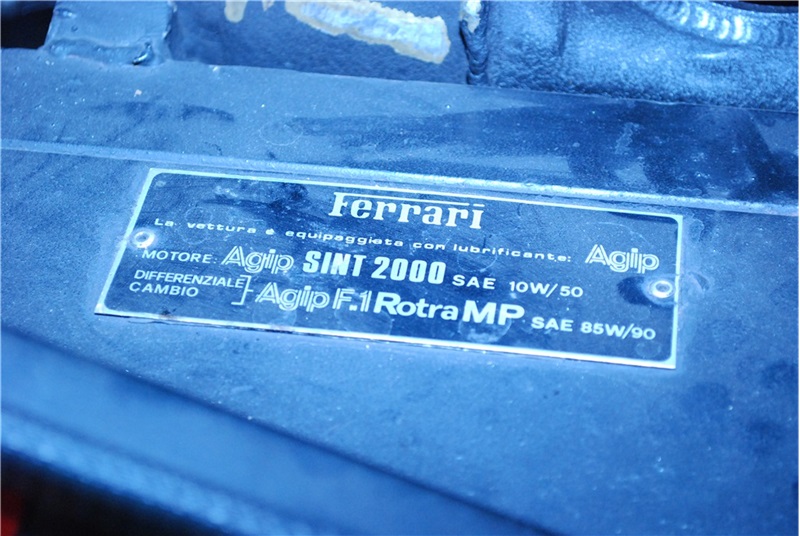 Ferrari
La vettura è equipaggiata con lubrificante: Agip
MOTORE: Agip SINT 2000 SAE 10W/50
DIFFERENZIALE
CAMBIO ] Agip F.1 Rotra MP SAE 85W/90